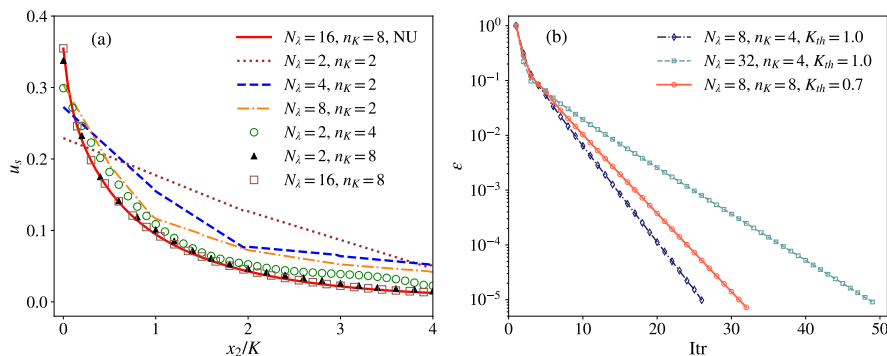 (a)
N_λ = 16, n_K = 8, NU
N_λ = 2, n_K = 2
N_λ = 4, n_K = 2
N_λ = 8, n_K = 2
N_λ = 2, n_K = 4
N_λ = 2, n_K = 8
N_λ = 16, n_K = 8
u_s
0.4
0.3
0.2
0.1
0.0
0
1
2
3
4
x_2/K
(b)
N_λ = 8, n_K = 4, K_th = 1.0
N_λ = 32, n_K = 4, K_th = 1.0
N_λ = 8, n_K = 8, K_th = 0.7
ε
10^0
10^-1
10^-2
10^-3
10^-4
10^-5
0
10
20
30
40
50
Itr